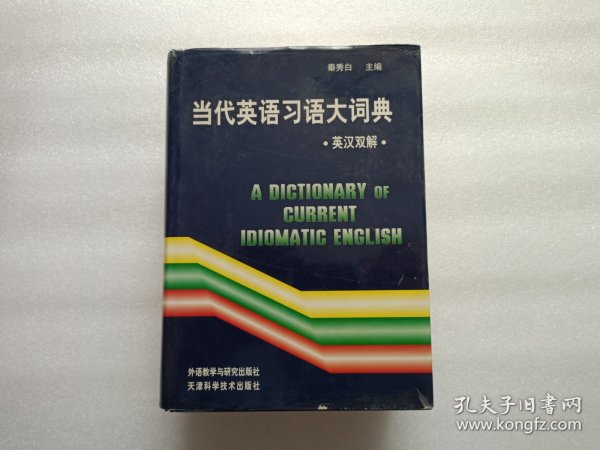 秦秀白 主编
当代英语习语大词典
·英汉双解·
A DICTIONARY OF
CURRENT
IDIOMATIC ENGLISH
外语教学与研究出版社
天津科学技术出版社
孔夫子旧书网
www.kongfz.com